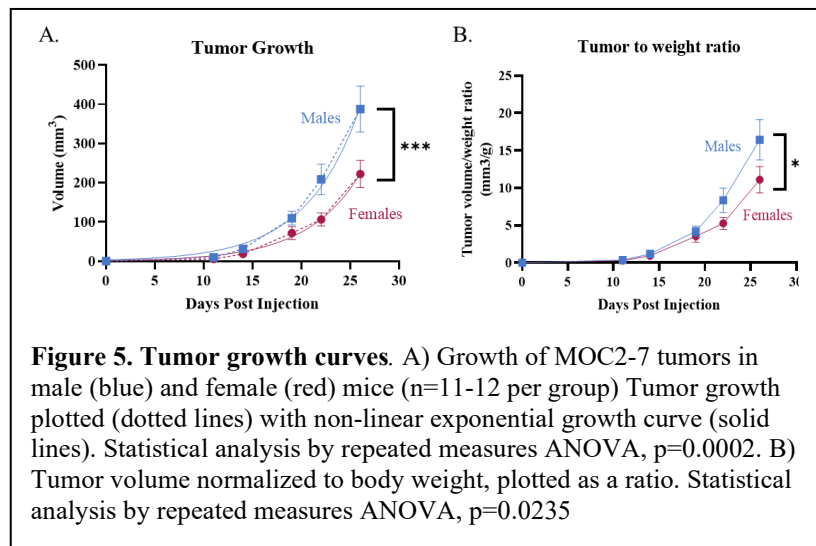 A.
Tumor Growth
Volume (mm3)
500
400
300
200
100
0
0 5 10 15 20 25 30
Days Post Injection
Males
Females
***
B.
Tumor to weight ratio
Tumor volume/weight ratio
(mm3/g)
25
20
15
10
5
0
0 5 10 15 20 25 30
Days Post Injection
Males
Females
*
Figure 5. Tumor growth curves. A) Growth of MOC2-7 tumors in
male (blue) and female (red) mice (n=11-12 per group) Tumor growth
plotted (dotted lines) with non-linear exponential growth curve (solid
lines). Statistical analysis by repeated measures ANOVA, p=0.0002. B)
Tumor volume normalized to body weight, plotted as a ratio. Statistical
analysis by repeated measures ANOVA, p=0.0235